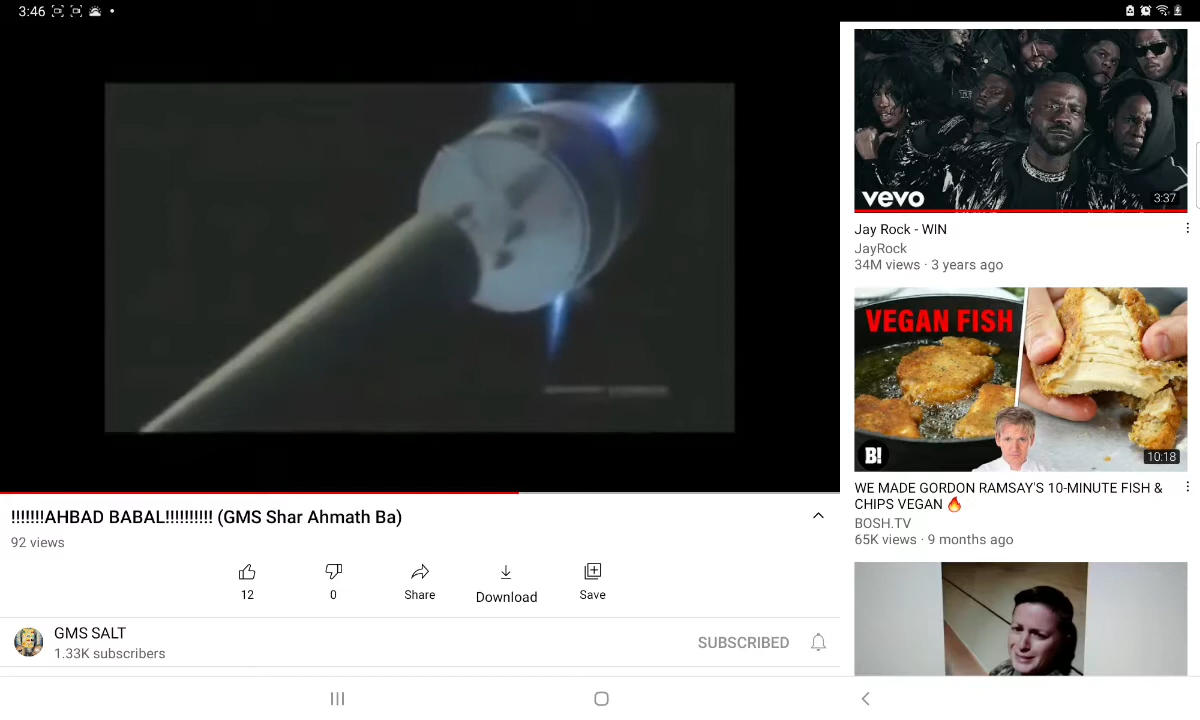 3:46
!!!!!!!AHBAD BABAL!!!!!!!!!! (GMS Shar Ahmath Ba)
92 views
12
0
Share
Download
Save
GMS SALT
1.33K subscribers
SUBSCRIBED
vevo
3:37
Jay Rock - WIN
JayRock
34M views · 3 years ago
VEGAN FISH
B!
10:18
WE MADE GORDON RAMSAY'S 10-MINUTE FISH &
CHIPS VEGAN 🔥
BOSH.TV
65K views · 9 months ago